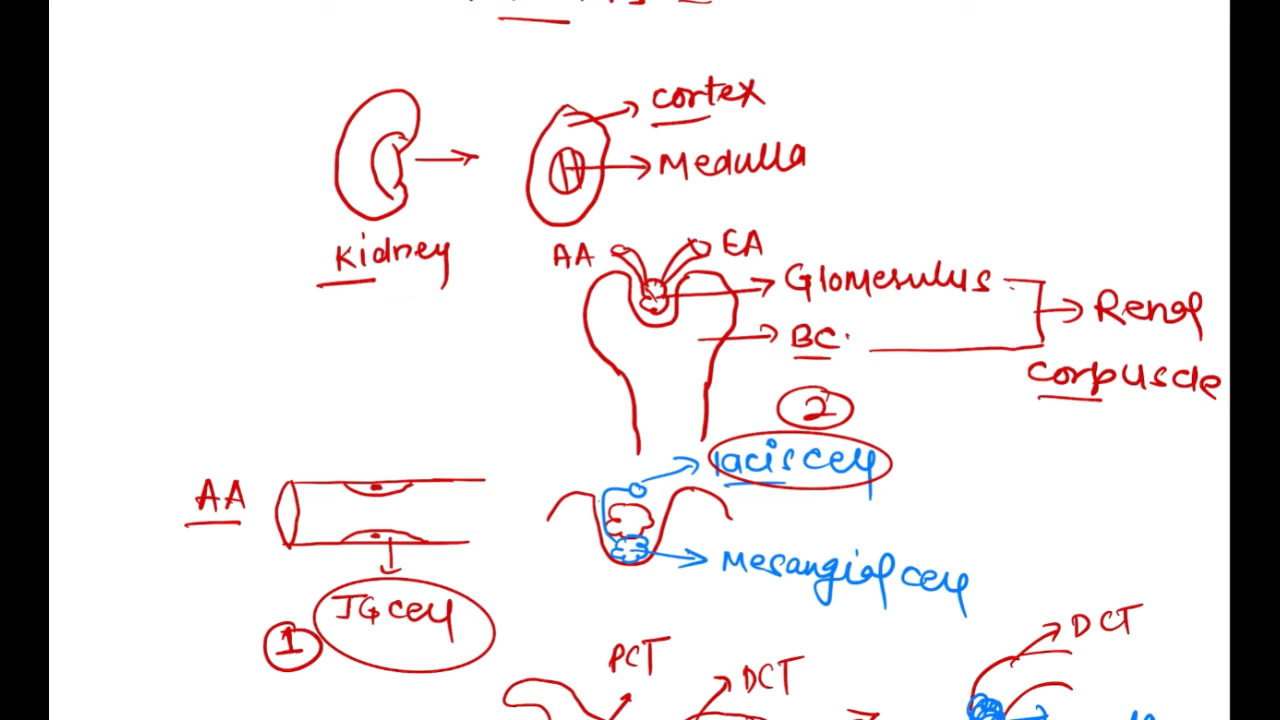 cortex
Medulla
Kidney
AA
EA
Glomerulus
BC
Renal
corpuscle
2
lacis cell
AA
Mesangial cell
JG cell
1
PCT
DCT
DCT